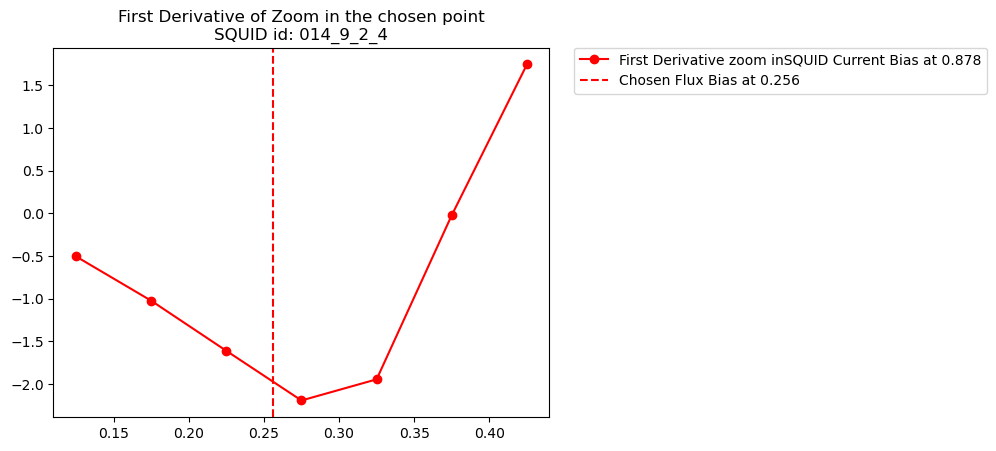 First Derivative of Zoom in the chosen point
SQUID id: 014_9_2_4
First Derivative zoom inSQUID Current Bias at 0.878
Chosen Flux Bias at 0.256
1.5
1.0
0.5
0.0
−0.5
−1.0
−1.5
−2.0
0.15 0.20 0.25 0.30 0.35 0.40